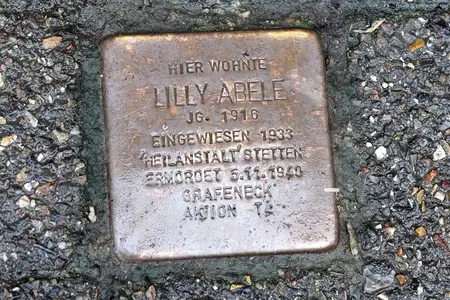 HIER WOHNTE
LILLY ABELE
JG. 1916
EINGEWIESEN 1933
HEILANSTALT STETTEN
ERMORDET 5.11.1940
GRAFENECK
AKTION T4